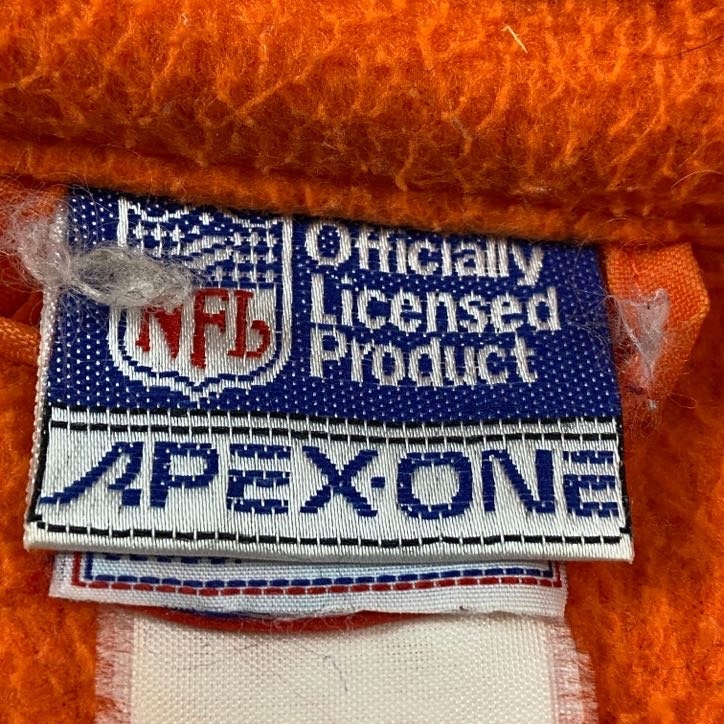 NFL
Officially
Licensed
Product
APEX·ONE